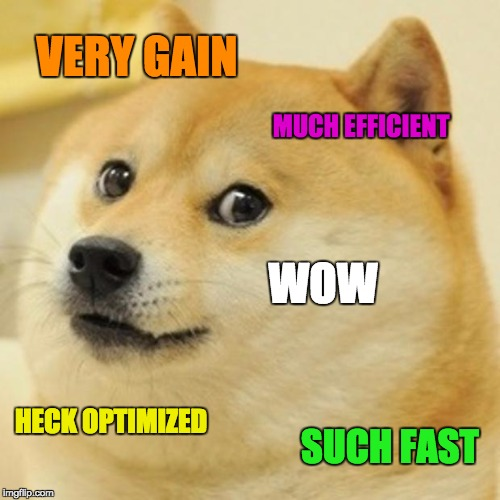 VERY GAIN
MUCH EFFICIENT
WOW
HECK OPTIMIZED
SUCH FAST
imgflip.com